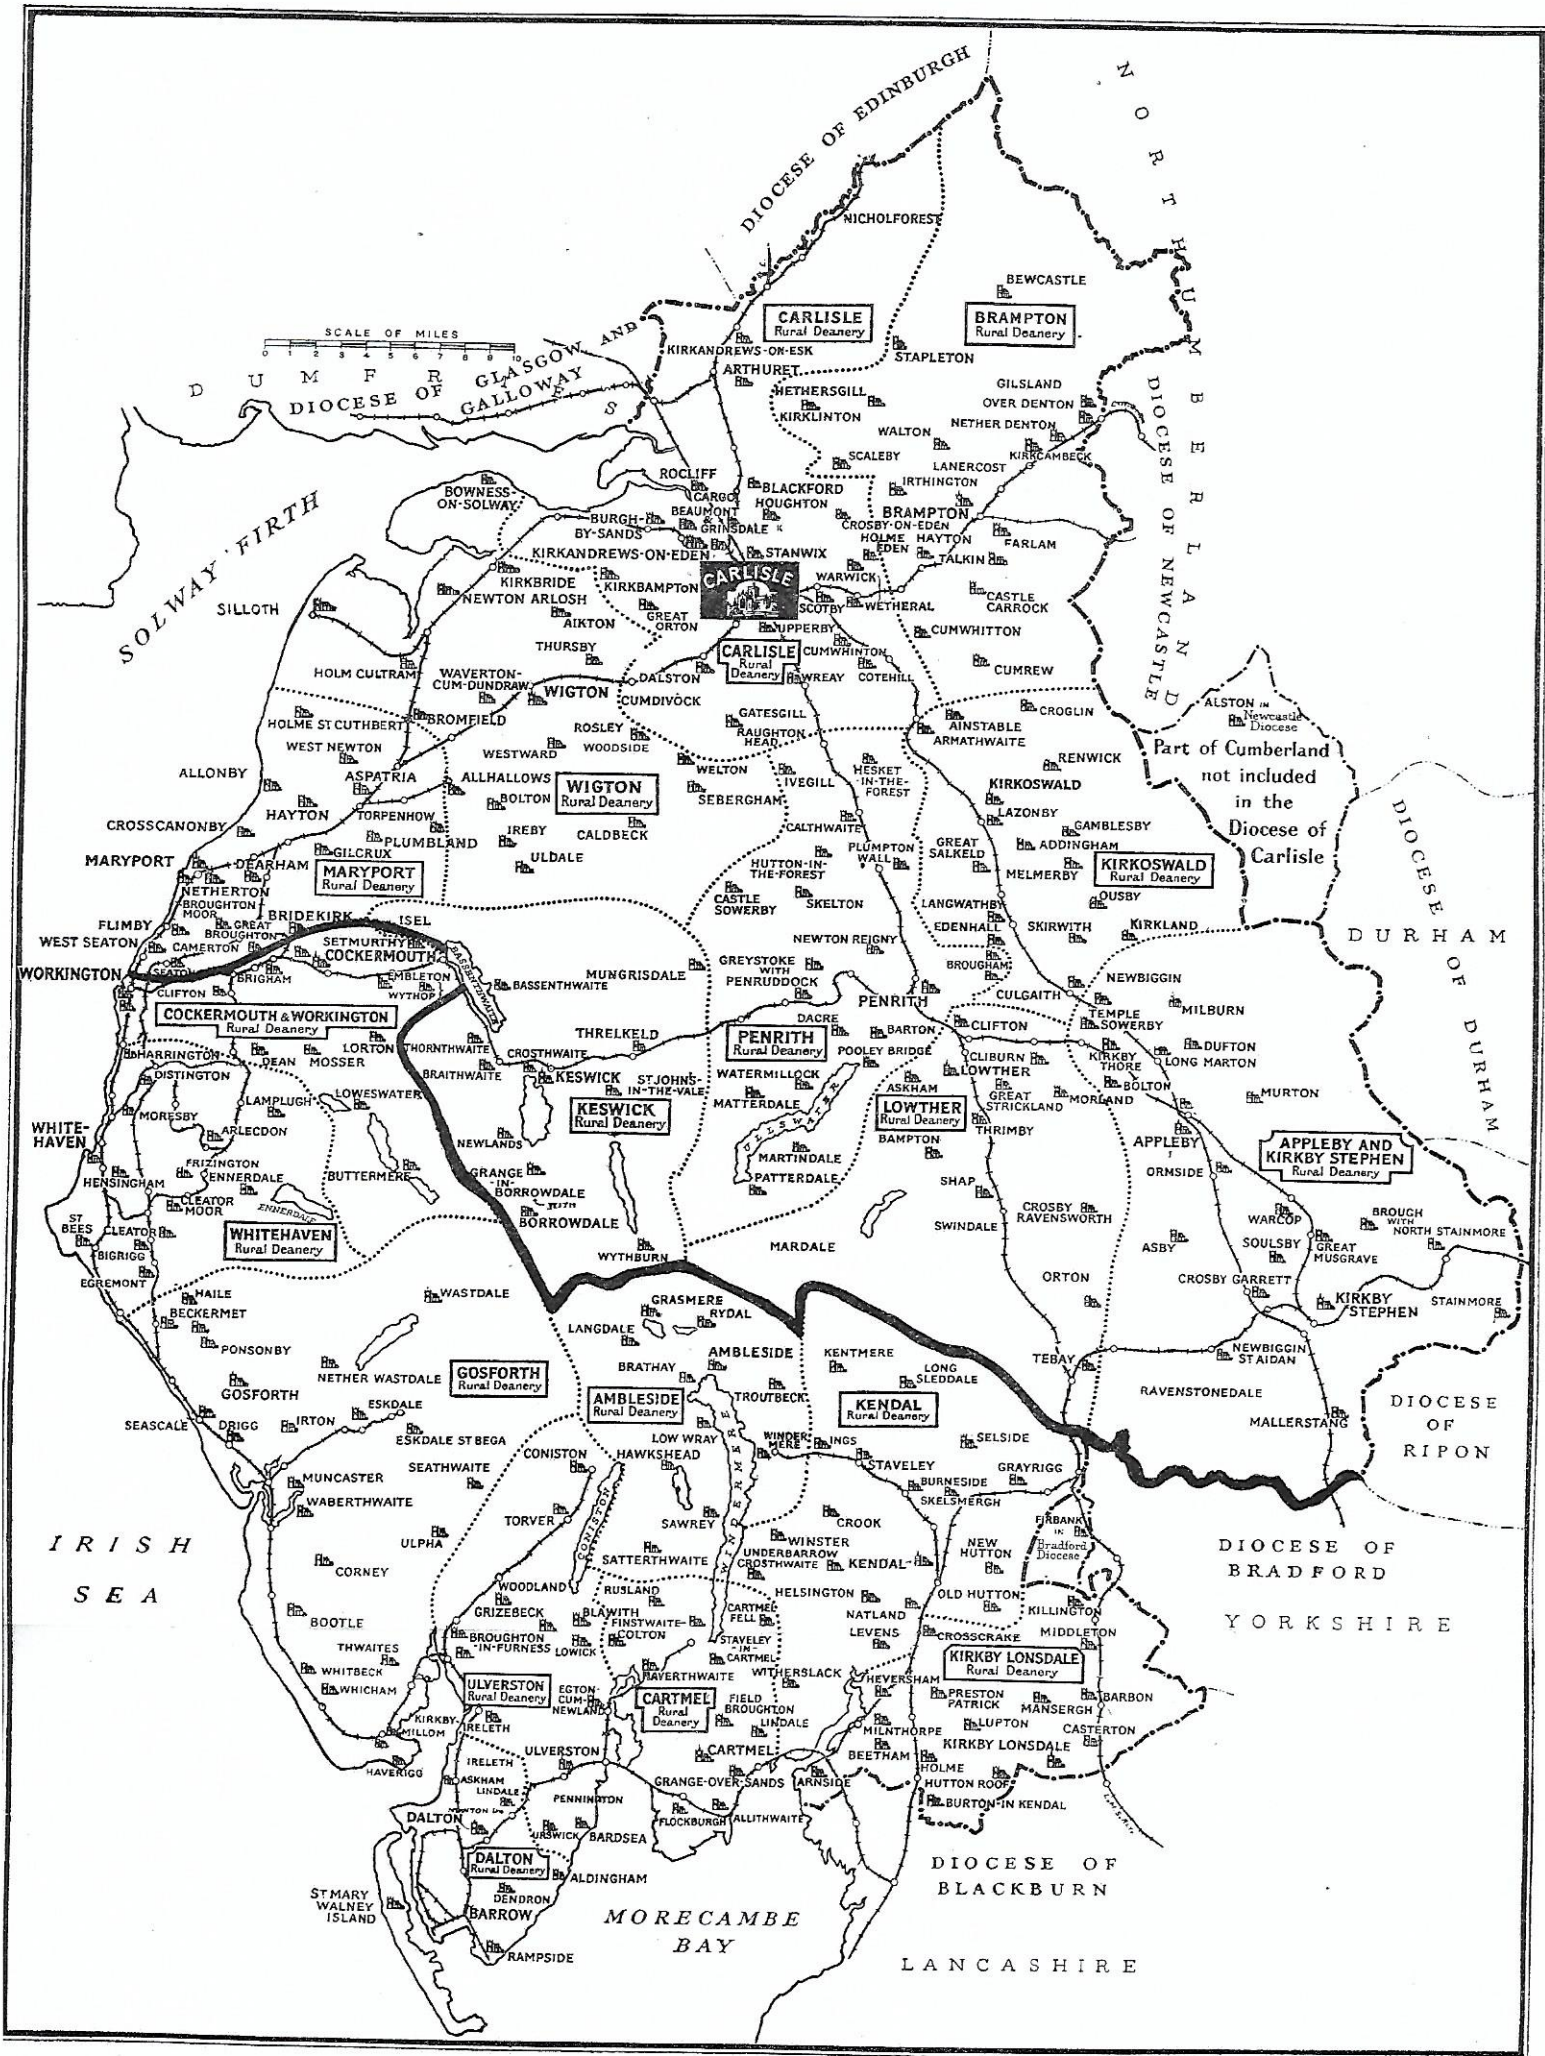 NORTHUMBERLAND
DIOCESE OF EDINBURGH
NICHOLFOREST
BEWCASTLE
CARLISLE
Rural Deanery
BRAMPTON
Rural Deanery
SCALE OF MILES
0 1 2 3 4 5 6 7 8 9 10
KIRKANDREWS-ON-ESK
STAPLETON
DUMFRIES
DIOCESE OF GLASGOW AND
GALLOWAY
ARTHURET
HETHERSGILL
KIRKLINTON
GILSLAND
OVER DENTON
NETHER DENTON
DIOCESE OF NEWCASTLE
WALTON
KIRKCAMBECK
SCALEBY
LANERCOST
IRTHINGTON
SOLWAY FIRTH
BOWNESS-
ON-SOLWAY
ROCLIFF
CARGO
BLACKFORD
HOUGHTON
BEAUMONT
&
GRINSDALE
BURGH-
BY-SANDS
BRAMPTON
CROSBY-ON-EDEN
HOLME
EDEN
HAYTON
FARLAM
TALKIN
KIRKANDREWS-ON-EDEN
STANWIX
CARLISLE
WARWICK
KIRKBRIDE
KIRKBAMPTON
NEWTON ARLOSH
SILLOTH
AIKTON
GREAT
ORTON
SCOTBY
WETHERAL
CASTLE
CARROCK
UPPERBY
CUMWHITTON
THURSBY
CARLISLE
Rural
Deanery
CUMWHINTON
COTEHILL
CUMREW
HOLM CULTRAM
WAVERTON-
CUM-DUNDRAW
WIGTON
DALSTON
WREAY
CUMDIVOCK
HOLME ST CUTHBERT
BROMFIELD
GATESGILL
RAUGHTON
HEAD
CROGLIN
AINSTABLE
ARMATHWAITE
ALSTON IN
Newcastle
Diocese
WEST NEWTON
ROSLEY
WOODSIDE
WESTWARD
WELTON
IVEGILL
HESKET
-IN-THE-
FOREST
RENWICK
Part of Cumberland
not included
in the
Diocese of
Carlisle
ALLONBY
ASPATRIA
ALLHALLOWS
BOLTON
WIGTON
Rural Deanery
SEBERGHAM
KIRKOSWALD
LAZONBY
HAYTON
TORPENHOW
CROSSCANONBY
IREBY
CALDBECK
CALTHWAITE
GAMBLESBY
ADDINGHAM
GREAT
SALKELD
PLUMBLAND
GILCRUX
MARYPORT
DEARHAM
MARYPORT
Rural Deanery
ULDALE
HUTTON-IN-
THE-FOREST
PLUMPTON
WALL
MELMERBY
KIRKOSWALD
Rural Deanery
DIOCESE OF DURHAM
NETHERTON
BROUGHTON
MOOR
CASTLE
SOWERBY
SKELTON
LANGWATHBY
OUSBY
FLIMBY
GREAT
BROUGHTON
BRIDEKIRK
ISEL
EDENHALL
SKIRWITH
KIRKLAND
DURHAM
WEST SEATON
CAMERTON
SETMURTHY
COCKERMOUTH
BASSENTHWAITE
NEWTON REIGNY
WORKINGTON
SEATON
BRIGHAM
EMBLETON
WYTHOP
BASSENTHWAITE
MUNGRISDALE
GREYSTOKE
WITH
PENRUDDOCK
BROUGHAM
CULGAITH
NEWBIGGIN
CLIFTON
PENRITH
COCKERMOUTH & WORKINGTON
Rural Deanery
THRELKELD
DACRE
PENRITH
Rural Deanery
BARTON
CLIFTON
TEMPLE
SOWERBY
MILBURN
HARRINGTON
DEAN
MOSSER
LORTON
THORNTHWAITE
CROSTHWAITE
POOLEY BRIDGE
CLIBURN
LOWTHER
KIRKBY
THORE
DUFTON
LONG MARTON
DISTINGTON
BRAITHWAITE
KESWICK
ST JOHN'S-
IN-THE-VALE
WATERMILLOCK
ASKHAM
BOLTON
MURTON
LOWESWATER
KESWICK
Rural Deanery
MATTERDALE
ULLSWATER
LOWTHER
Rural Deanery
GREAT
STRICKLAND
MORLAND
MORESBY
LAMPLUGH
ARLECDON
WHITE-
HAVEN
NEWLANDS
BAMPTON
THRIMBY
APPLEBY
APPLEBY AND
KIRKBY STEPHEN
Rural Deanery
MARTINDALE
FRIZINGTON
ENNERDALE
HENSINGHAM
CLEATOR
MOOR
BUTTERMERE
GRANGE
-IN-
BORROWDALE
WITH
BORROWDALE
PATTERDALE
ORMSIDE
ENNERDALE
SHAP
CROSBY
RAVENSWORTH
WARCOP
BROUGH
WITH
NORTH STAINMORE
ST
BEES
CLEATOR
BIGRIGG
WHITEHAVEN
Rural Deanery
SWINDALE
MARDALE
WYTHBURN
ASBY
SOULSBY
GREAT
MUSGRAVE
EGREMONT
ORTON
CROSBY GARRETT
HAILE
BECKERMET
WASTDALE
KIRKBY
STEPHEN
STAINMORE
GRASMERE
RYDAL
LANGDALE
PONSONBY
NETHER WASTDALE
GOSFORTH
Rural Deanery
BRATHAY
AMBLESIDE
KENTMERE
LONG
SLEDDALE
TEBAY
NEWBIGGIN
ST AIDAN
GOSFORTH
AMBLESIDE
Rural Deanery
TROUTBECK
KENDAL
Rural Deanery
RAVENSTONEDALE
MALLERSTANG
DIOCESE
OF
RIPON
SEASCALE
DRIGG
IRTON
ESKDALE
ESKDALE ST BEGA
LOW WRAY
WINDERMERE
WINDER
MERE
INGS
SELSIDE
CONISTON
HAWKSHEAD
STAVELEY
GRAYRIGG
SEATHWAITE
BURNESIDE
SKELSMERGH
MUNCASTER
WABERTHWAITE
TORVER
SAWREY
CROOK
WINSTER
FIRBANK
IN
Bradford
Diocese
IRISH
SEA
ULPHA
CONISTON
SATTERTHWAITE
UNDERBARROW
CROSTHWAITE
KENDAL
NEW
HUTTON
DIOCESE OF
BRADFORD
CORNEY
WOODLAND
RUSLAND
HELSINGTON
OLD HUTTON
YORKSHIRE
BOOTLE
GRIZEBECK
BLAWITH
FINSTWAITE-
COLTON
CARTMEL
FELL
NATLAND
KILLINGTON
LEVENS
CROSSCRAKE
MIDDLETON
THWAITES
BROUGHTON
-IN-FURNESS
LOWICK
STAVELEY
-IN-
CARTMEL
WHITBECK
WHICHAM
ULVERSTON
Rural Deanery
HAVERTHWAITE
WITHERSLACK
HEVERSHAM
KIRKBY LONSDALE
Rural Deanery
EGTON-
CUM-
NEWLAND
CARTMEL
Rural
Deanery
FIELD
BROUGHTON
LINDALE
PRESTON
PATRICK
MANSERGH
BARBON
KIRKBY-
IRELETH
MILLOM
MILNTHORPE
LUPTON
CASTERTON
KIRKBY LONSDALE
HAVERIGG
IRELETH
ULVERSTON
CARTMEL
BEETHAM
HOLME
ASKHAM
LINDALE
GRANGE-OVER-SANDS
ARNSIDE
HUTTON ROOF
PENNINGTON
BURTON-IN KENDAL
DALTON
FLOCKBURGH
ALLITHWAITE
URSWICK
BARDSEA
DALTON
Rural Deanery
ALDINGHAM
DIOCESE OF
BLACKBURN
ST MARY
WALNEY
ISLAND
DENDRON
BARROW
MORECAMBE
BAY
RAMPSIDE
LANCASHIRE